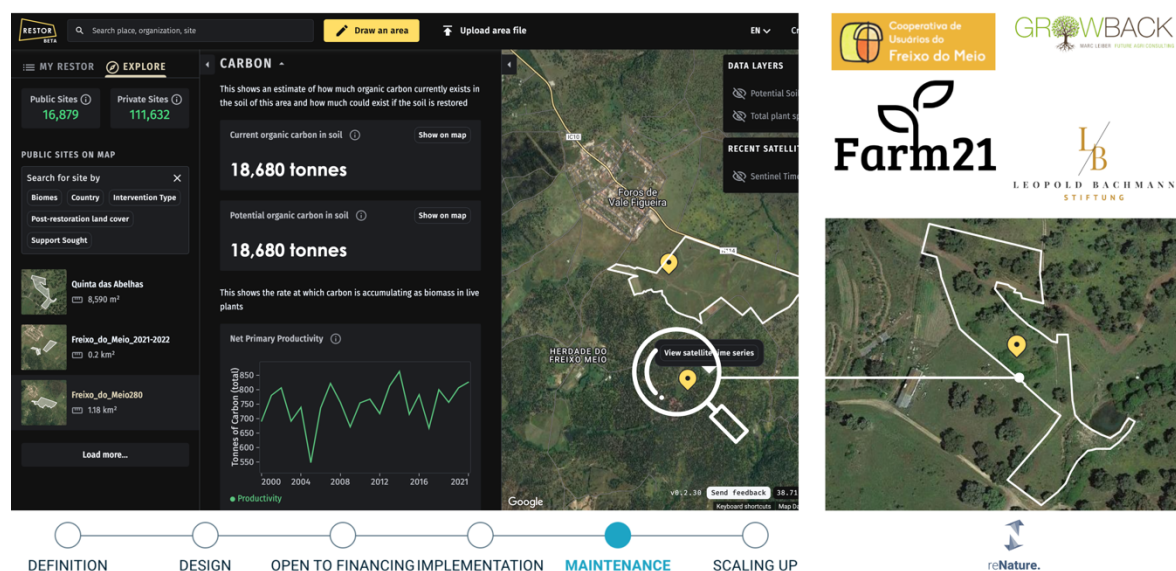 RESTOR
BETA
Search place, organization, site
Draw an area
Upload area file
EN
MY RESTOR
EXPLORE
Public Sites
16,879
Private Sites
111,632
PUBLIC SITES ON MAP
Search for site by
Biomes
Country
Intervention Type
Post-restoration land cover
Support Sought
Quinta das Abelhas
8,590 m²
Freixo_do_Meio_2021-2022
0.2 km²
Freixo_do_Meio280
1.18 km²
Load more...
CARBON
This shows an estimate of how much organic carbon currently exists in
the soil of this area and how much could exist if the soil is restored
Current organic carbon in soil
Show on map
18,680 tonnes
Potential organic carbon in soil
Show on map
18,680 tonnes
This shows the rate at which carbon is accumulating as biomass in live
plants
Net Primary Productivity
Tonnes of Carbon (total)
850
800
750
700
650
600
550
2000 2004 2008 2012 2016 2021
Productivity
DATA LAYERS
Potential Soil
Total plant sp
RECENT SATELLIT
Sentinel Time
Foros de
Vale Figueira
HERDADE DO
FREIXO MEIO
View satellite time series
Google
v0.2.30
Send feedback
38.71
Keyboard shortcuts
Map Da
Cooperativa de
Usuários do
Freixo do Meio
GROWBACK
MARC LEIBER FUTURE AGRI CONSULTING
Farm21
L/B
LEOPOLD BACHMANN
STIFTUNG
DEFINITION
DESIGN
OPEN TO FINANCING
IMPLEMENTATION
MAINTENANCE
SCALING UP
reNature.